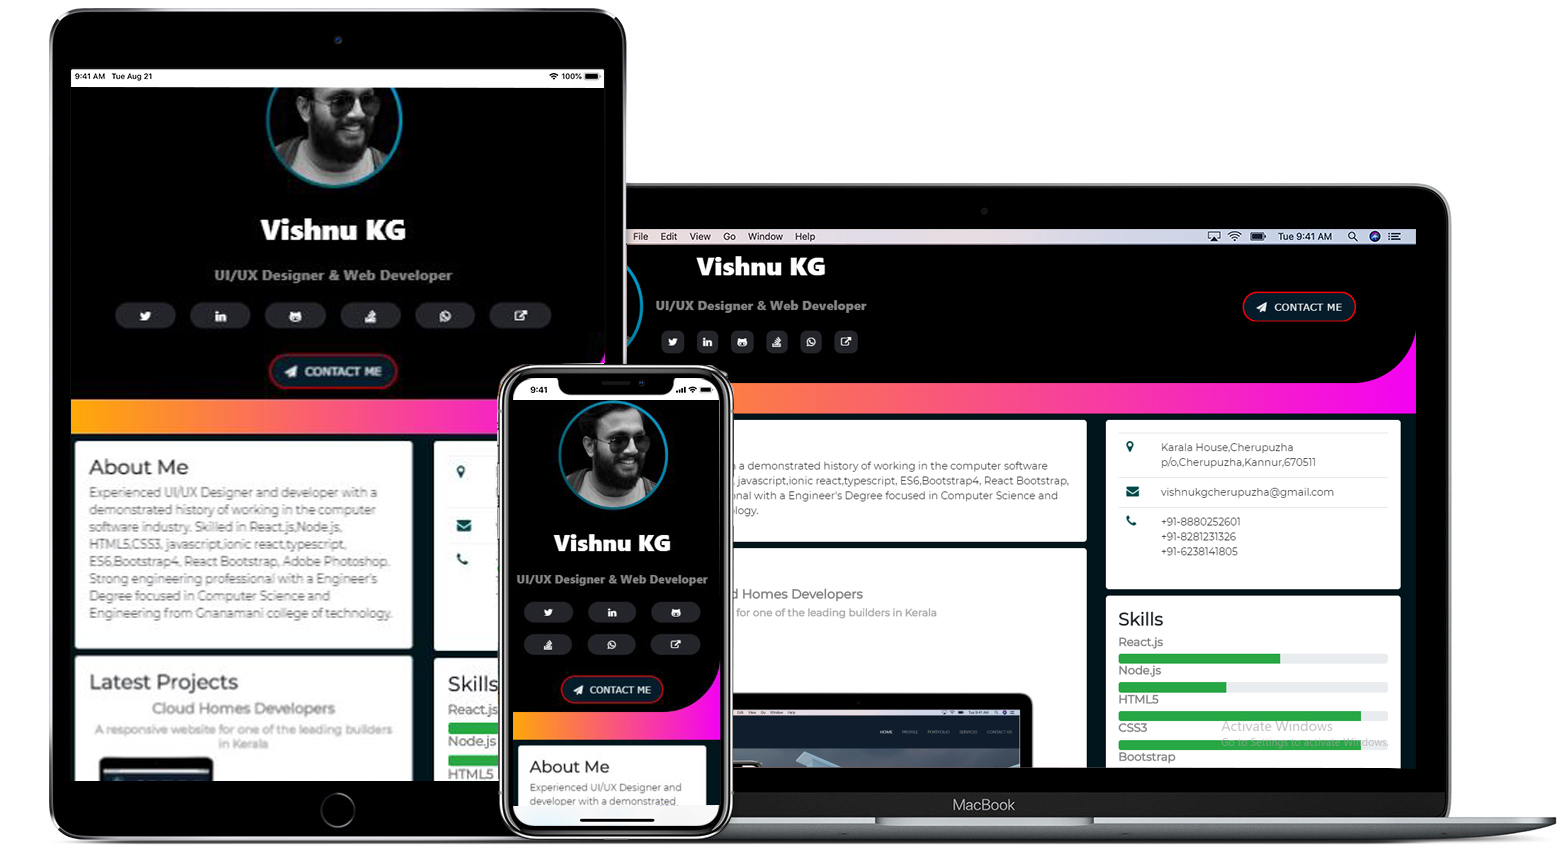 9:41 AM Tue Aug 21
100%
Vishnu KG
UI/UX Designer & Web Developer
CONTACT ME
About Me
Experienced UI/UX Designer and developer with a
demonstrated history of working in the computer
software industry. Skilled in React.js,Node.js,
HTML5,CSS3, javascript,ionic react,typescript,
ES6,Bootstrap4, React Bootstrap, Adobe Photoshop.
Strong engineering professional with a Engineer's
Degree focused in Computer Science and
Engineering from Gnanamani college of technology.
Latest Projects
Cloud Homes Developers
A responsive website for one of the leading builders
in Kerala
Skills
React.js
Node.js
HTML5
9:41
Vishnu KG
UI/UX Designer & Web Developer
CONTACT ME
About Me
Experienced UI/UX Designer and
developer with a demonstrated
File Edit View Go Window Help
Tue 9:41 AM
Vishnu KG
UI/UX Designer & Web Developer
CONTACT ME
a demonstrated history of working in the computer software
javascript,ionic react,typescript, ES6,Bootstrap4, React Bootstrap,
with a Engineer's Degree focused in Computer Science and
Homes Developers
for one of the leading builders in Kerala
HOME PROFILE PORTFOLIO SERVICES CONTACT US
Karala House,Cherupuzha
p/o,Cherupuzha,Kannur,670511
vishnukgcherupuzha@gmail.com
+91-8880252601
+91-8281231326
+91-6238141805
Skills
React.js
Node.js
HTML5
CSS3
Bootstrap
Activate Windows
Go to Settings to activate Windows.
MacBook